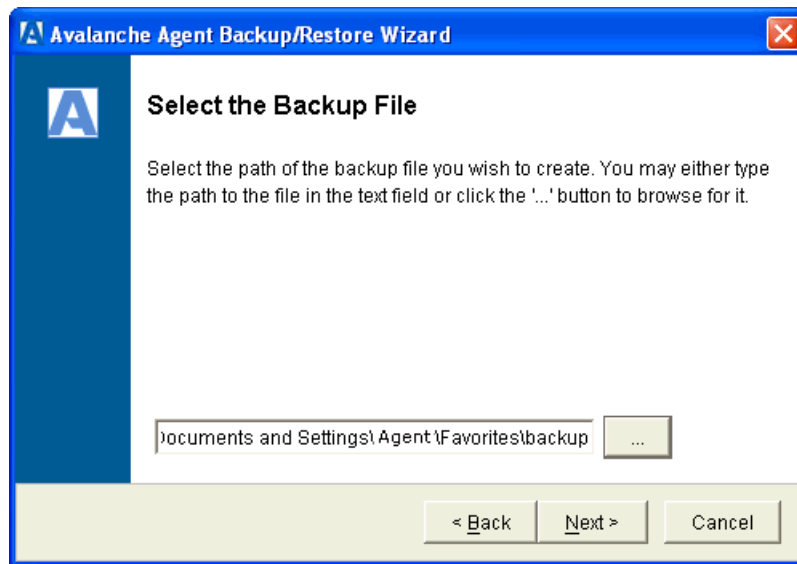 Avalanche Agent Backup/Restore Wizard
A
Select the Backup File
Select the path of the backup file you wish to create. You may either type
the path to the file in the text field or click the '...' button to browse for it.
Documents and Settings\Agent\Favorites\backup
...
< Back
Next >
Cancel